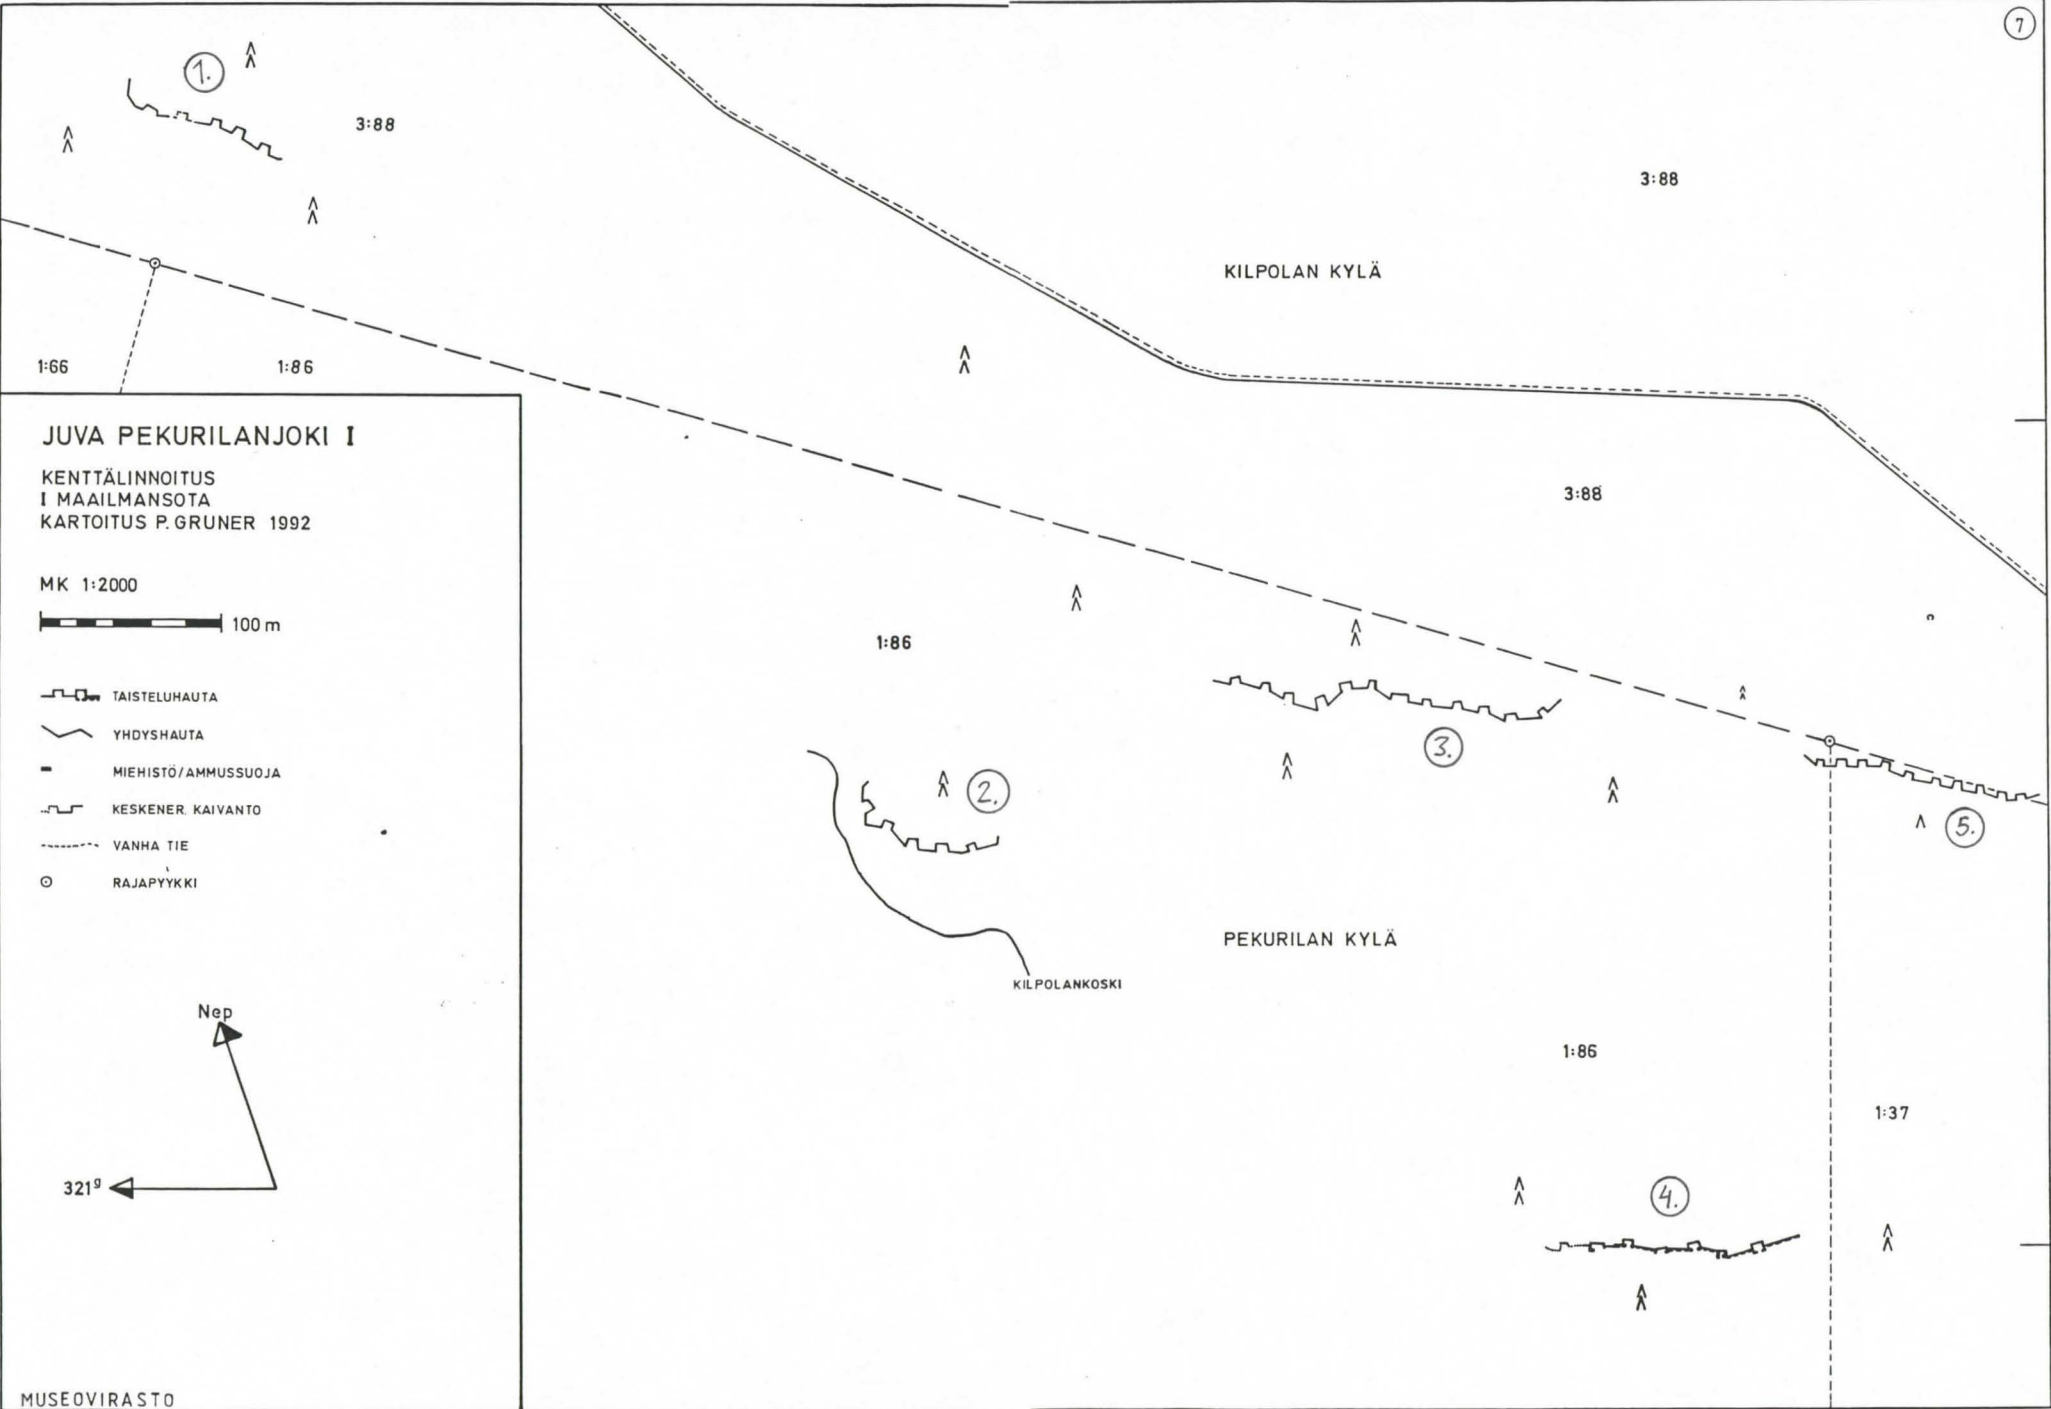 7
1.
3:88
3:88
KILPOLAN KYLÄ
1:66
1:86
JUVA PEKURILANJOKI I
KENTTÄLINNOITUS
I MAAILMANSOTA
KARTOITUS P. GRUNER 1992
MK 1:2000
100 m
TAISTELUHAUTA
YHDYSHAUTA
MIEHISTÖ/AMMUSSUOJA
KESKENER. KAIVANTO
VANHA TIE
RAJAPYYKKI
Nep
321g
MUSEOVIRASTO
3:88
1:86
3.
2.
5.
PEKURILAN KYLÄ
KILPOLANKOSKI
1:86
1:37
4.